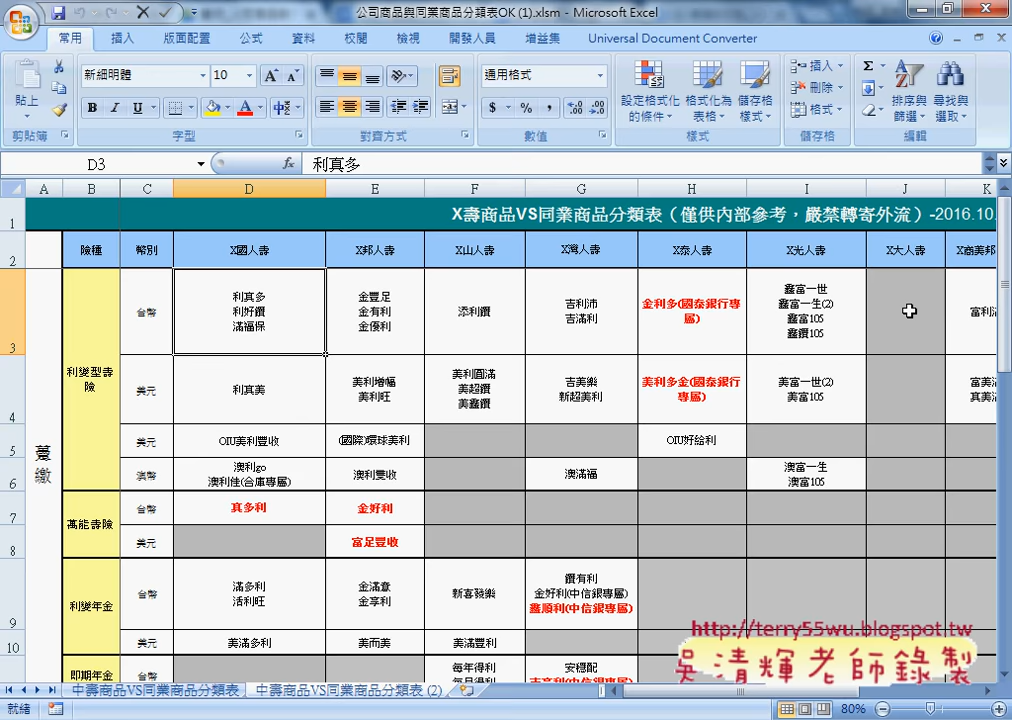 公司商品與同業商品分類表OK (1).xlsm - Microsoft Excel
常用 插入 版面配置 公式 資料 校閱 檢視 開發人員 增益集 Universal Document Converter
貼上
剪貼簿
新細明體 10
B I U
字型
對齊方式
通用格式
$ % ,
數值
設定格式化的條件
格式化為表格
儲存格樣式
樣式
插入
刪除
格式
儲存格
Σ
排序與篩選
尋找與選取
編輯
D3 fx 利真多
A B C D E F G H I J K
1 X壽商品VS同業商品分類表（僅供內部參考，嚴禁轉寄外流）-2016.10.
2 險種 幣別 X國人壽 X邦人壽 X山人壽 X灣人壽 X泰人壽 X光人壽 X大人壽 X商美邦
躉繳
3
利變型壽險
台幣
利真多
利好鑽
滿福保
金豐足
金有利
金優利
添利鑽
吉利沛
吉滿利
金利多(國泰銀行專屬)
鑫富一世
鑫富一生(2)
鑫富105
鑫鑽105
4
美元
利真美
美利增幅
美利旺
美利圓滿
美超鑽
美鑫鑽
吉美樂
新超美利
美利多金(國泰銀行專屬)
美富一世(2)
美富105
5 美元 OIU美利豐收 (國際)環球美利 OIU好給利
6
澳幣
澳利go
澳利佳(合庫專屬)
澳利豐收
澳滿福
澳富一生
澳富105
7 萬能壽險 台幣 真多利 金好利
8 美元 富足豐收
9
利變年金
台幣
滿多利
活利旺
金滿意
金享利
新喜發樂
鑽有利
金好利(中信銀專屬)
鑫順利(中信銀專屬)
10 美元 美滿多利 美而美 美滿豐利
即期年金 台幣 每年得利 安穩配
http://terry55wu.blogspot.tw
吳清輝老師錄製
中壽商品VS同業商品分類表 中壽商品VS同業商品分類表 (2)
就緒 80%